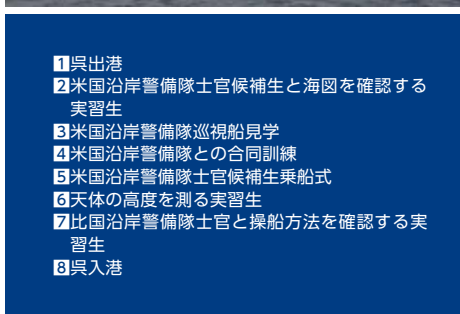 1呉出港
2米国沿岸警備隊士官候補生と海図を確認する
実習生
3米国沿岸警備隊巡視船見学
4米国沿岸警備隊との合同訓練
5米国沿岸警備隊士官候補生乗船式
6天体の高度を測る実習生
7比国沿岸警備隊士官と操船方法を確認する実
習生
8呉入港